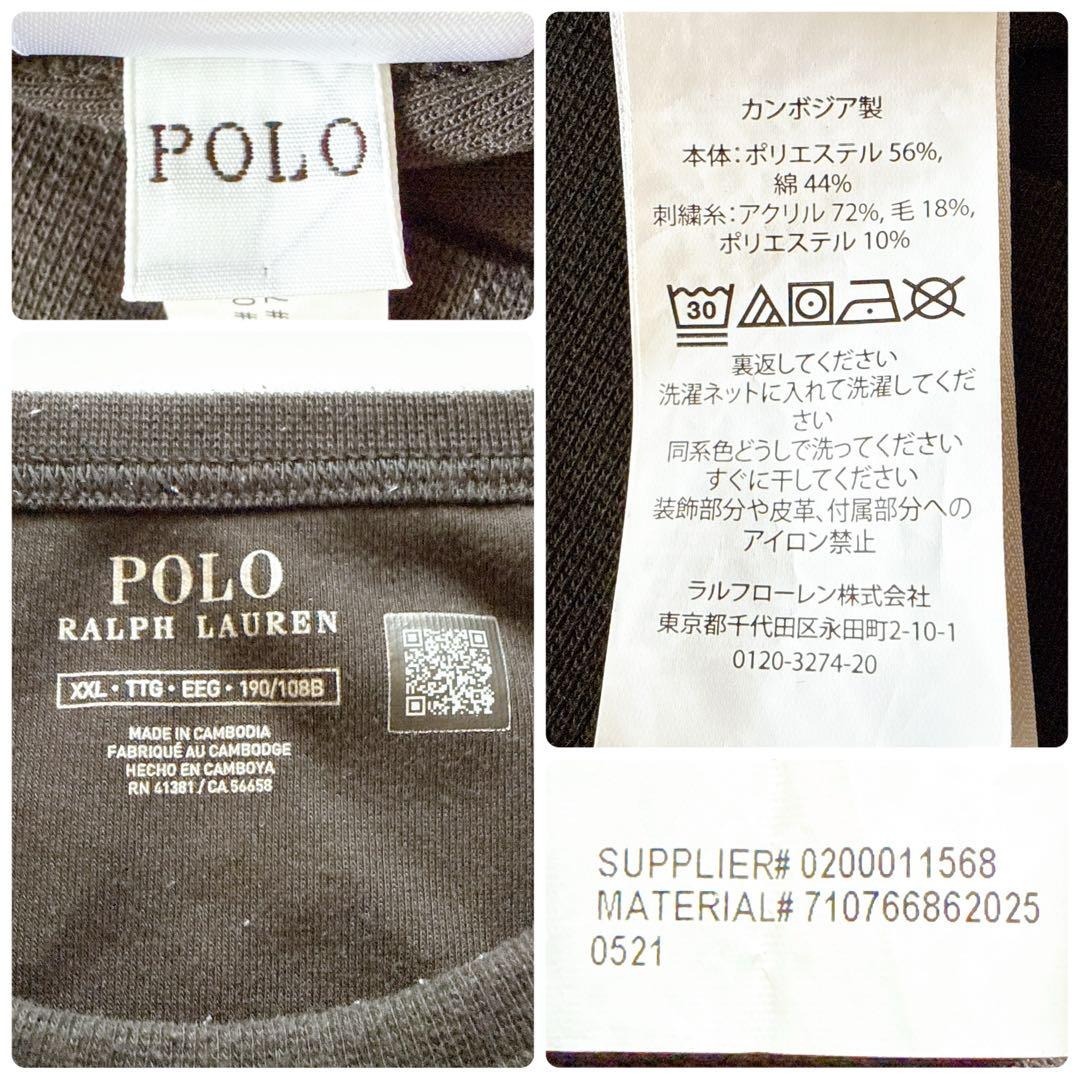 POLO
POLO
RALPH LAUREN
XXL • TTG • EEG • 190/108B
MADE IN CAMBODIA
FABRIQUÉ AU CAMBODGE
HECHO EN CAMBOYA
RN 41381 / CA 56658
カンボジア製
本体：ポリエステル 56%,
綿 44%
刺繍糸：アクリル 72%, 毛 18%,
ポリエステル 10%
30
裏返してください
洗濯ネットに入れて洗濯してくだ
さい
同系色どうしで洗ってください
すぐに干してください
装飾部分や皮革、付属部分への
アイロン禁止
ラルフローレン株式会社
東京都千代田区永田町2-10-1
0120-3274-20
SUPPLIER# 0200011568
MATERIAL# 710766862025
0521